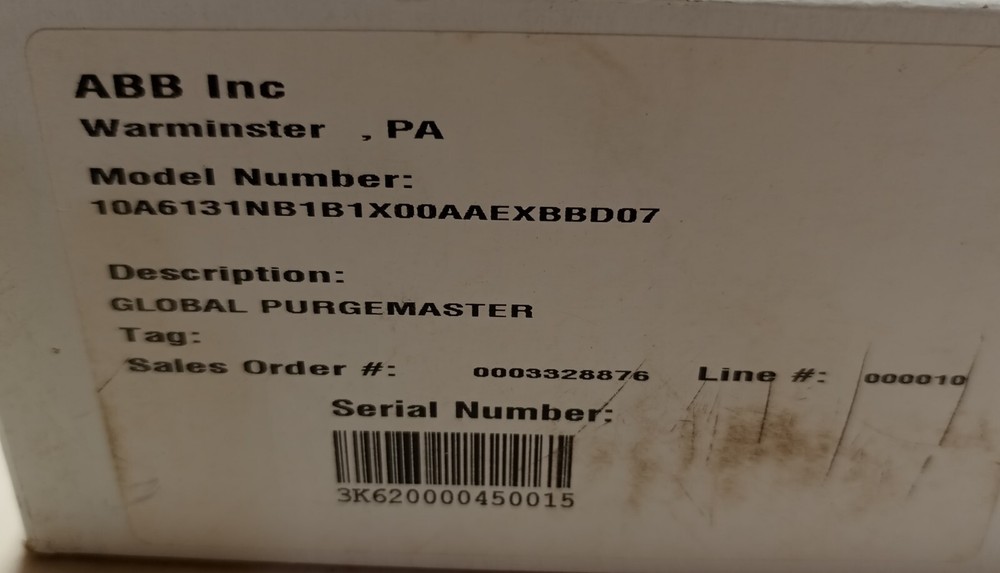 ABB Inc
Warminster , PA
Model Number:
10A6131NB1B1X00AAEXBBD07
Description:
GLOBAL PURGEMASTER
Tag:
Sales Order #: 0003328876 Line #: 000010
Serial Number:
3K620000450015